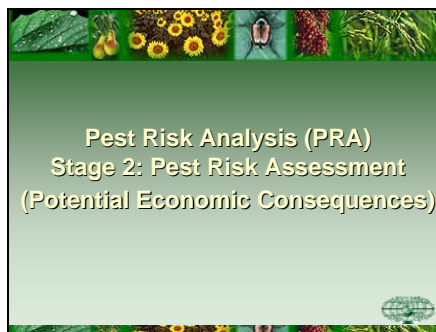 Pest Risk Analysis (PRA)
Stage 2: Pest Risk Assessment
(Potential Economic Consequences)